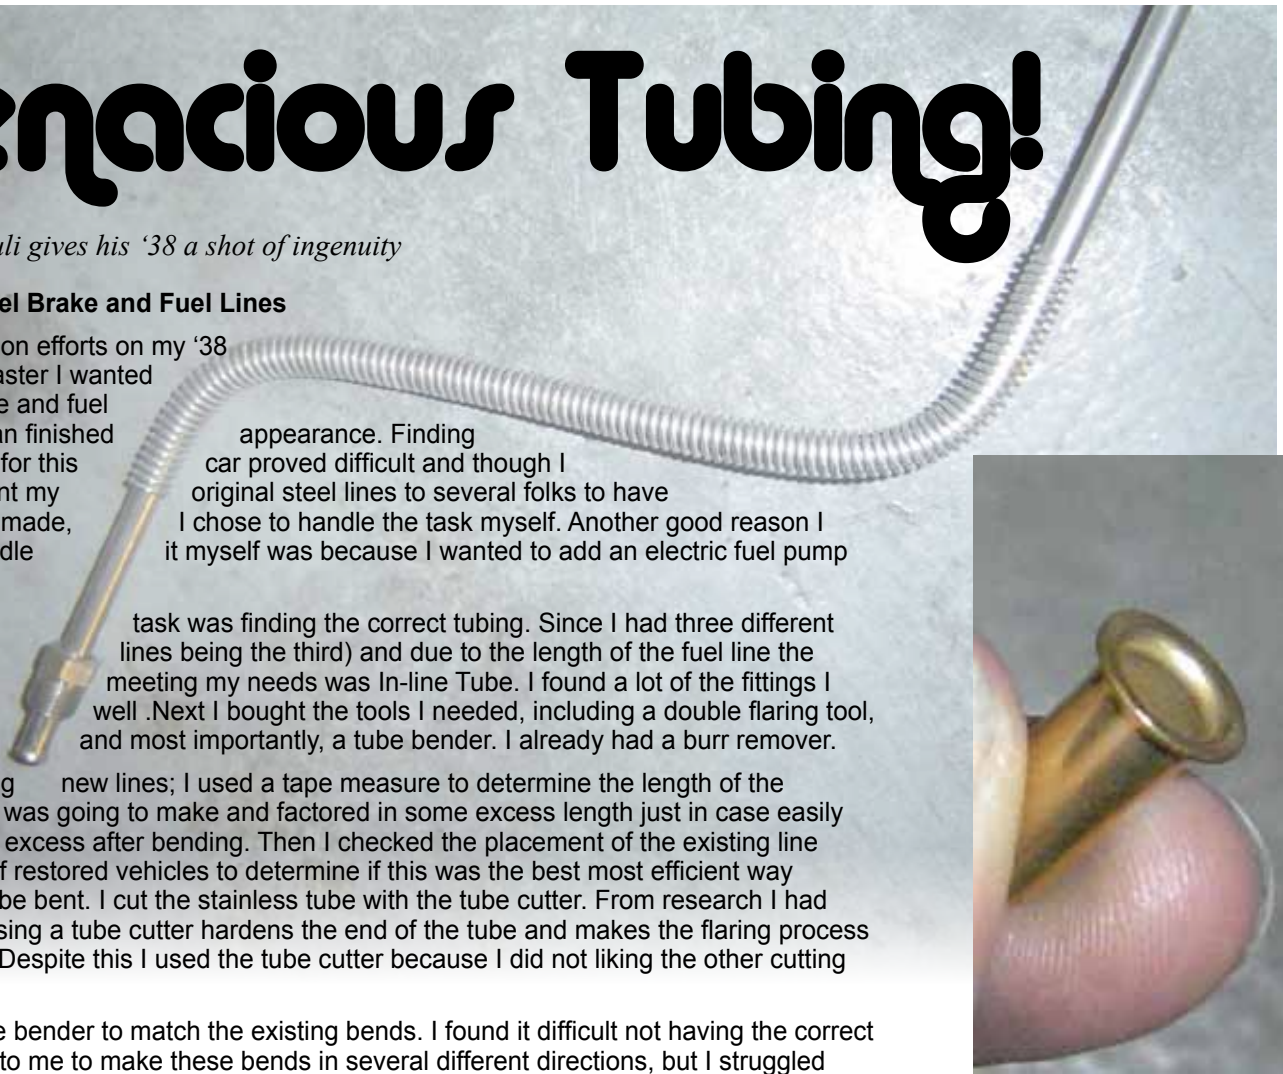 enacious Tubing!
uli gives his ‘38 a shot of ingenuity
el Brake and Fuel Lines
on efforts on my ‘38
aster I wanted
e and fuel
an finished appearance. Finding
for this car proved difficult and though I
nt my original steel lines to several folks to have
made, I chose to handle the task myself. Another good reason I
dle it myself was because I wanted to add an electric fuel pump
task was finding the correct tubing. Since I had three different
lines being the third) and due to the length of the fuel line the
meeting my needs was In-line Tube. I found a lot of the fittings I
well .Next I bought the tools I needed, including a double flaring tool,
and most importantly, a tube bender. I already had a burr remover.
g new lines; I used a tape measure to determine the length of the
was going to make and factored in some excess length just in case easily
excess after bending. Then I checked the placement of the existing line
f restored vehicles to determine if this was the best most efficient way
be bent. I cut the stainless tube with the tube cutter. From research I had
sing a tube cutter hardens the end of the tube and makes the flaring process
Despite this I used the tube cutter because I did not liking the other cutting
e bender to match the existing bends. I found it difficult not having the correct
to me to make these bends in several different directions, but I struggled